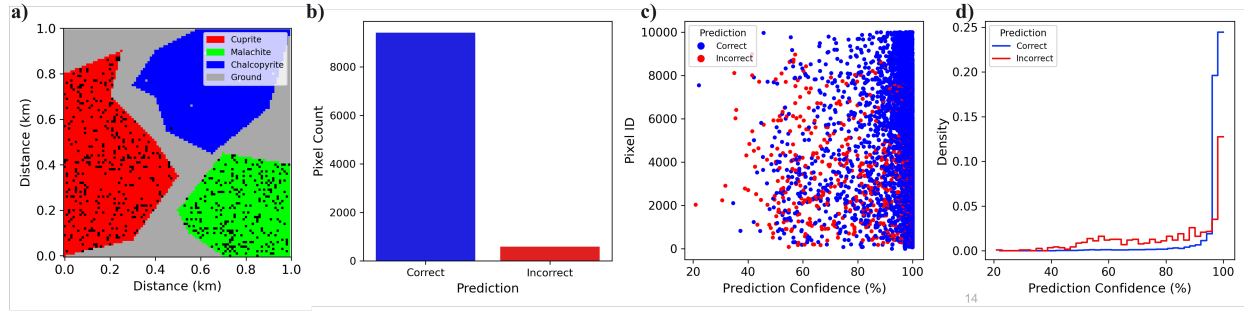 a)
1.0
0.8
0.6
0.4
0.2
0.0
Distance (km)
0.0 0.2 0.4 0.6 0.8 1.0
Distance (km)
Cuprite
Malachite
Chalcopyrite
Ground
b)
8000
6000
4000
2000
0
Pixel Count
Correct Incorrect
Prediction
c)
10000
8000
6000
4000
2000
0
Pixel ID
Prediction
Correct
Incorrect
20 40 60 80 100
Prediction Confidence (%)
d)
0.25
0.20
0.15
0.10
0.05
0.00
Density
Prediction
Correct
Incorrect
20 40 60 80 100
Prediction Confidence (%)
14